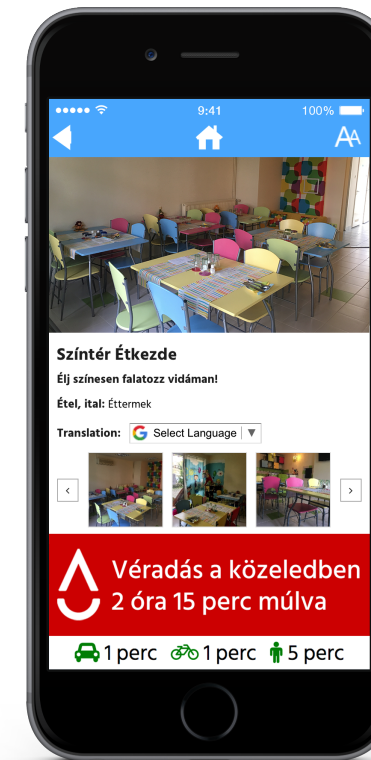 9:41
100%
AA
Színtér Étkezde
Élj színesen falatozz vidáman!
Étel, ital: Éttermek
Translation: G Select Language ▼
Véradás a közeledben
2 óra 15 perc múlva
1 perc 1 perc 5 perc